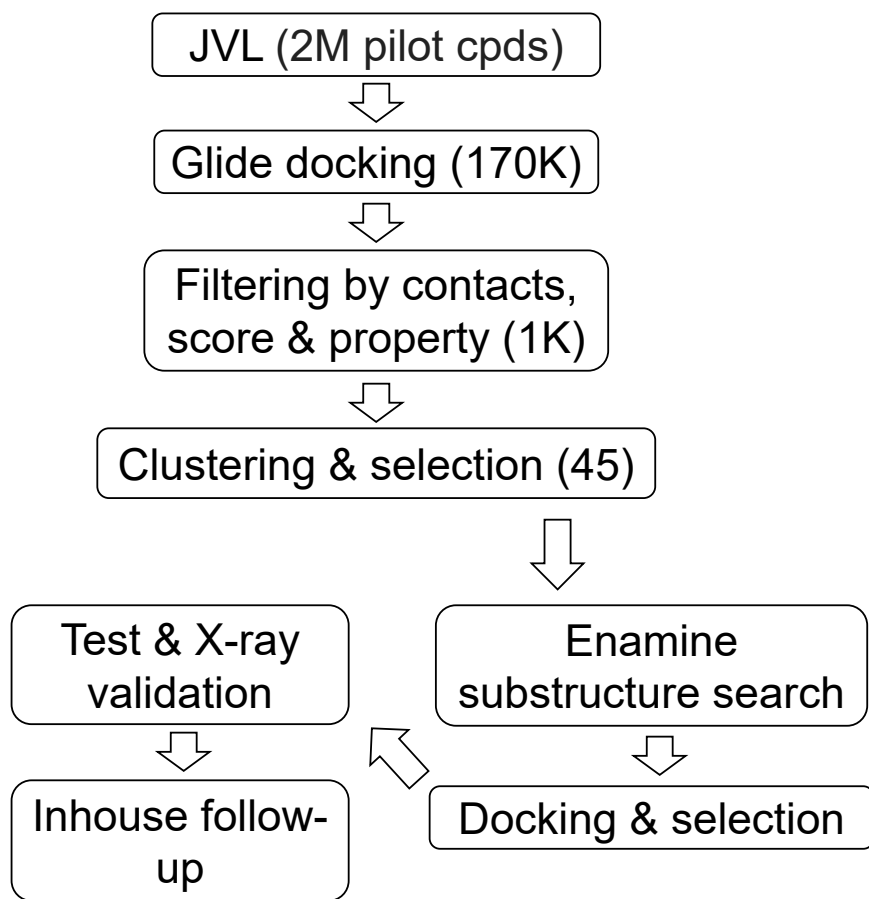 JVL (2M pilot cpds)
Glide docking (170K)
Filtering by contacts,
score & property (1K)
Clustering & selection (45)
Enamine
substructure search
Docking & selection
Test & X-ray
validation
Inhouse follow-
up